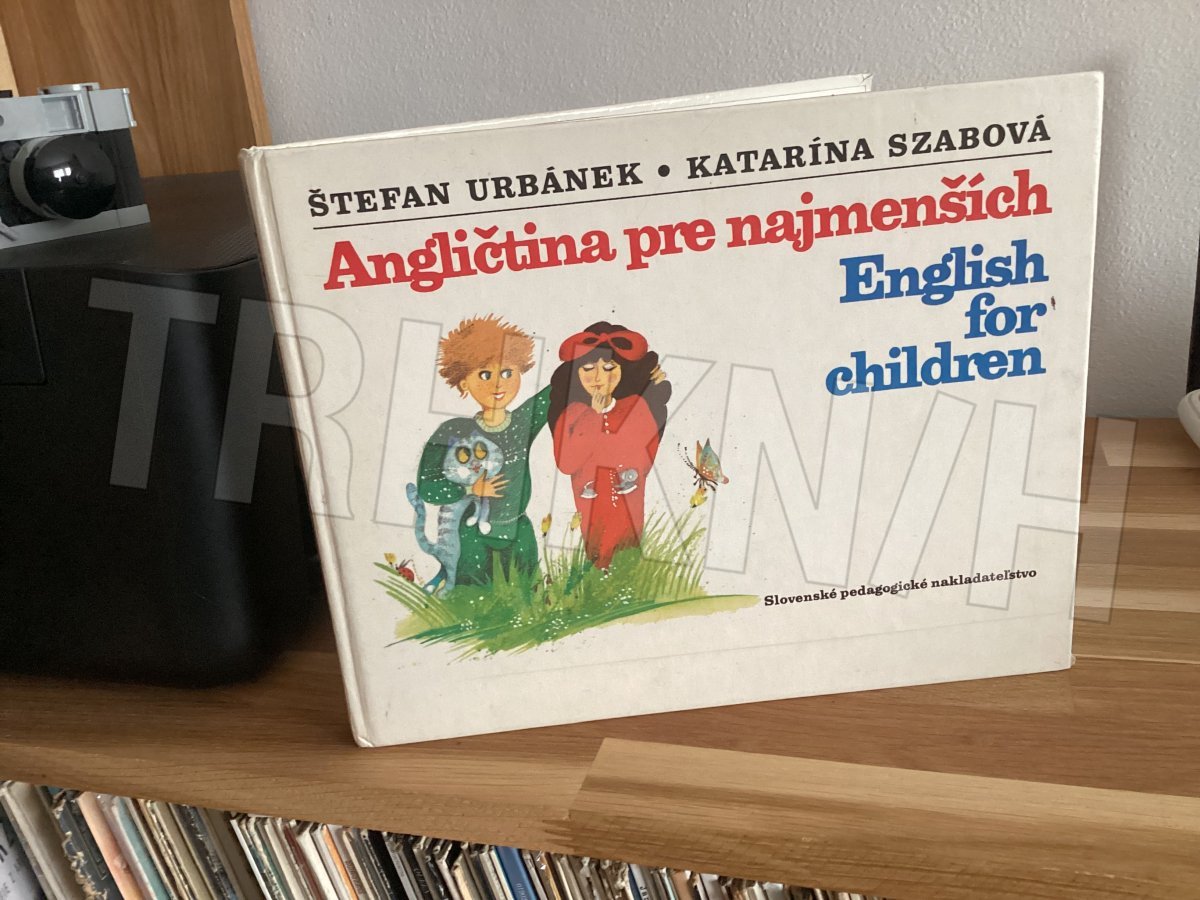 ŠTEFAN URBÁNEK • KATARÍNA SZABOVÁ
Angličtina pre najmenších
English
for
children
Slovenské pedagogické nakladateľstvo